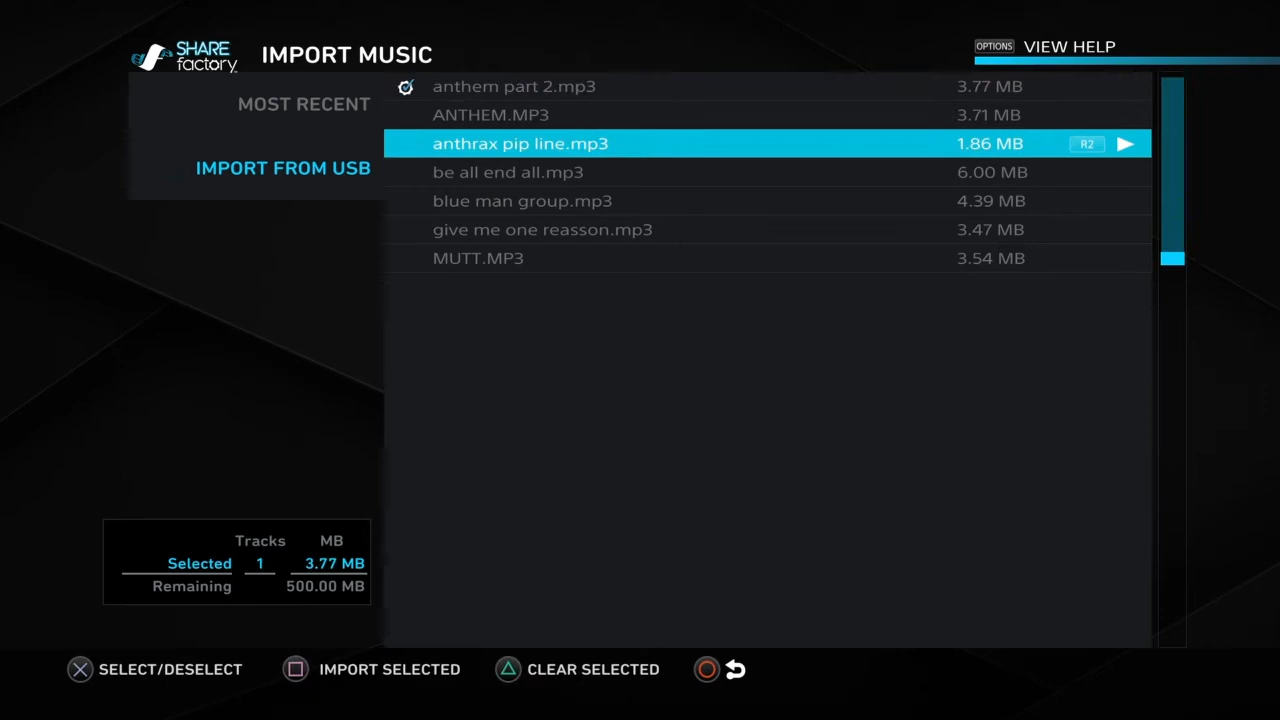 SHARE factory™ IMPORT MUSIC
OPTIONS VIEW HELP
MOST RECENT
IMPORT FROM USB
anthem part 2.mp3 3.77 MB
ANTHEM.MP3 3.71 MB
anthrax pip line.mp3 1.86 MB R2
be all end all.mp3 6.00 MB
blue man group.mp3 4.39 MB
give me one reasson.mp3 3.47 MB
MUTT.MP3 3.54 MB
Tracks MB
Selected 1 3.77 MB
Remaining 500.00 MB
SELECT/DESELECT IMPORT SELECTED CLEAR SELECTED